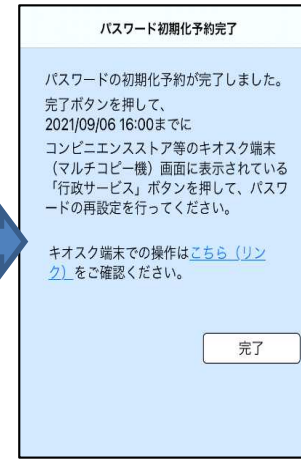 パスワード初期化予約完了
パスワードの初期化予約が完了しました。
完了ボタンを押して、
2021/09/06 16:00までに
コンビニエンスストア等のキオスク端末
（マルチコピー機）画面に表示されている
「行政サービス」ボタンを押して、パスワ
ードの再設定を行ってください。
キオスク端末での操作はこちら（リン
ク）をご確認ください。
完了